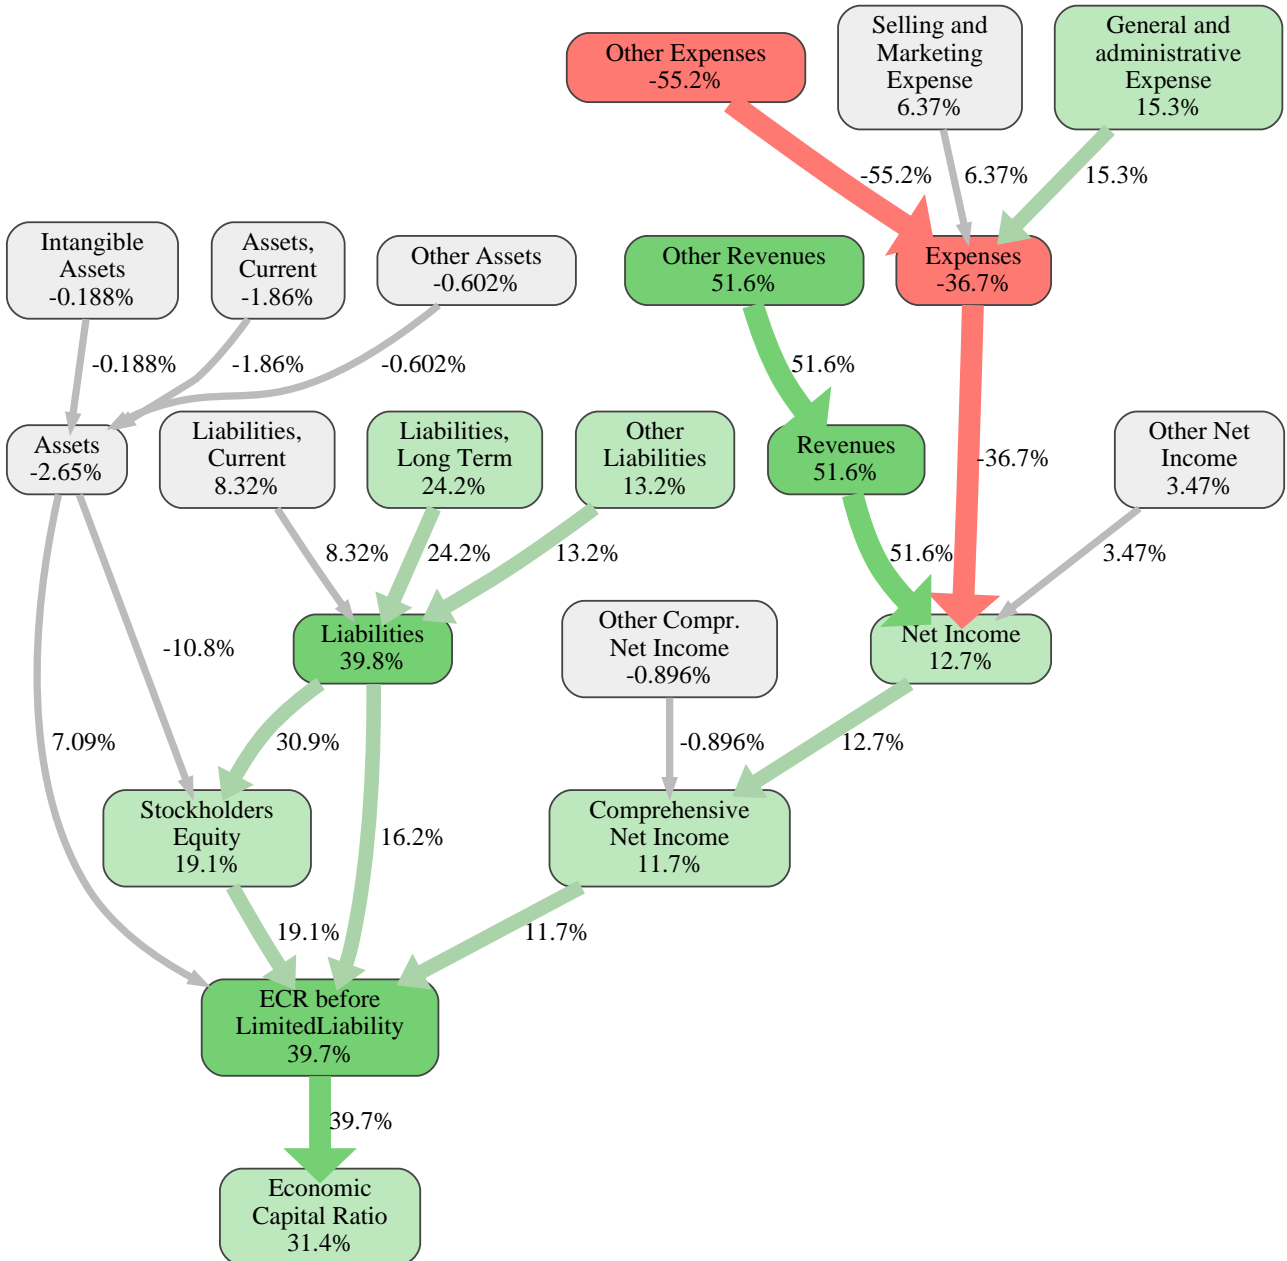 Other Expenses
-55.2%
Selling and
Marketing
Expense
6.37%
General and
administrative
Expense
15.3%
-55.2%
6.37%
15.3%
Intangible
Assets
-0.188%
Assets,
Current
-1.86%
Other Assets
-0.602%
Other Revenues
51.6%
Expenses
-36.7%
-0.188%
-1.86%
-0.602%
51.6%
Assets
-2.65%
Liabilities,
Current
8.32%
Liabilities,
Long Term
24.2%
Other
Liabilities
13.2%
Revenues
51.6%
-36.7%
Other Net
Income
3.47%
8.32%
24.2%
13.2%
51.6%
3.47%
-10.8%
Liabilities
39.8%
Other Compr.
Net Income
-0.896%
Net Income
12.7%
7.09%
30.9%
-0.896%
12.7%
Stockholders
Equity
19.1%
16.2%
Comprehensive
Net Income
11.7%
19.1%
11.7%
ECR before
LimitedLiability
39.7%
39.7%
Economic
Capital Ratio
31.4%